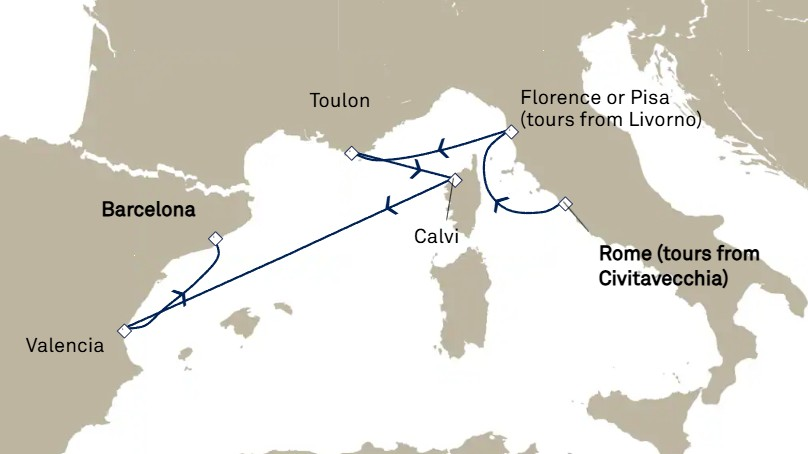 Toulon
Florence or Pisa
(tours from Livorno)
Barcelona
Calvi
Rome (tours from
Civitavecchia)
Valencia